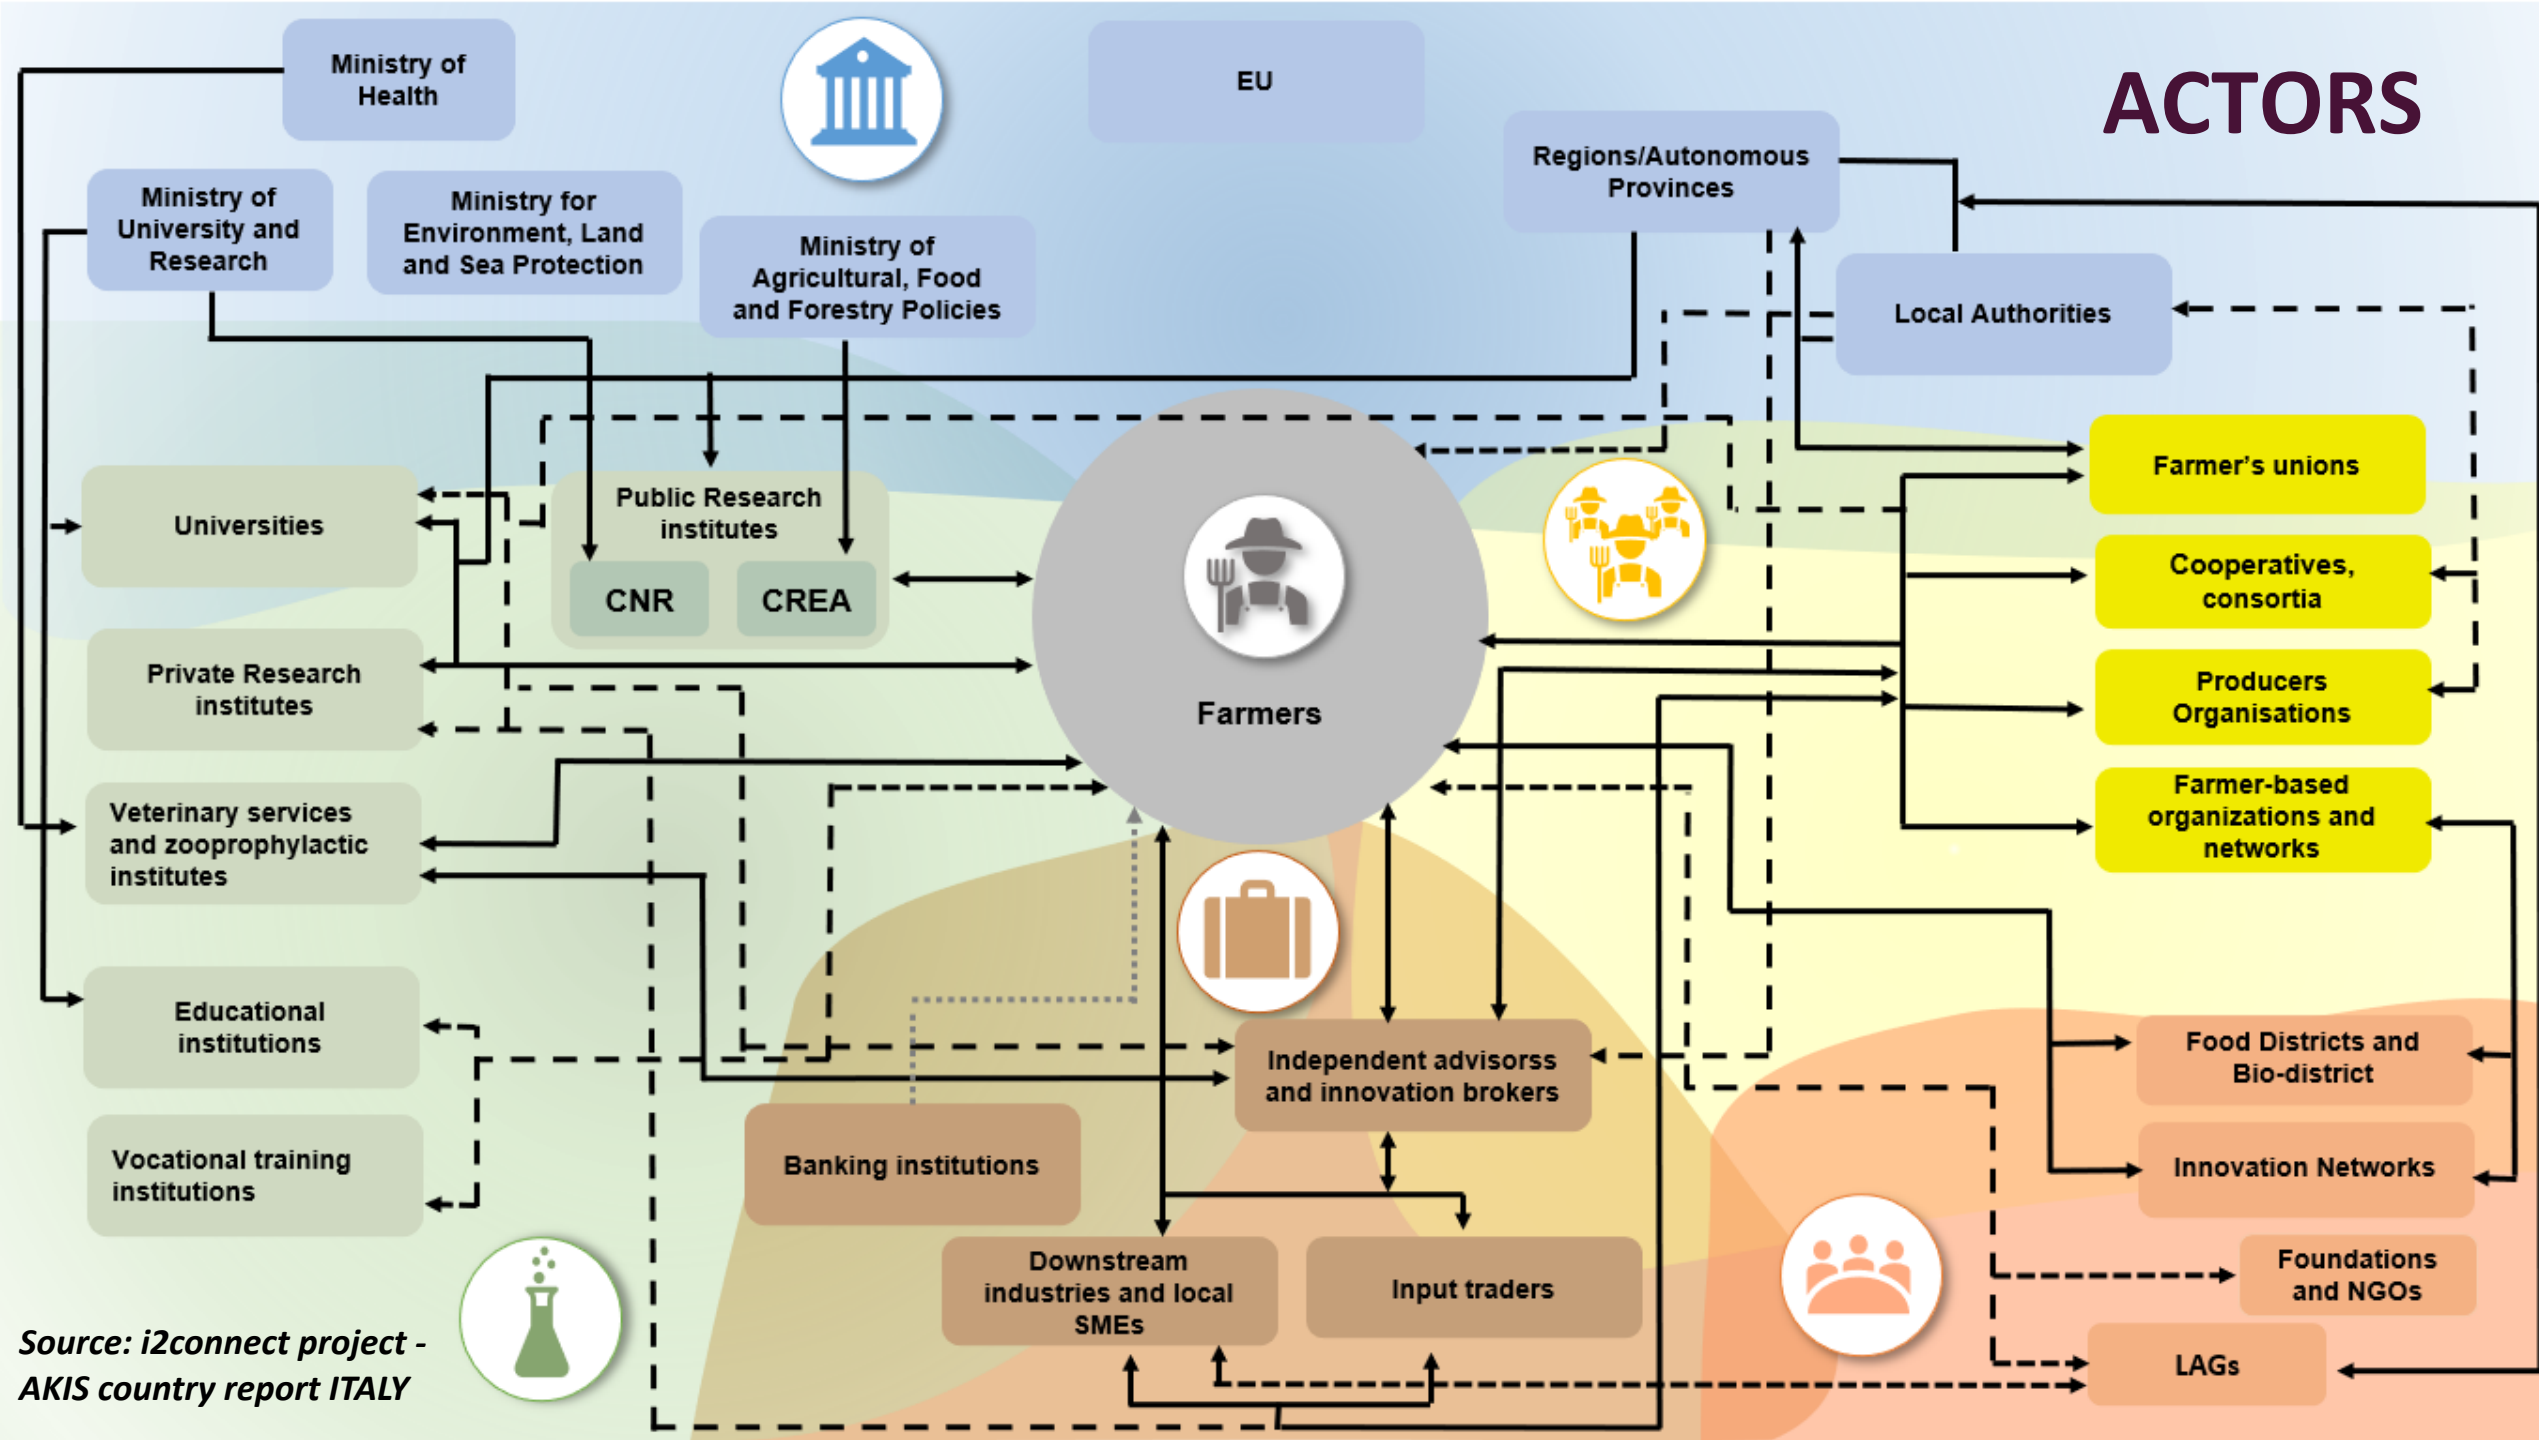 ACTORS
Ministry of
Health
EU
Regions/Autonomous
Provinces
Ministry of
University and
Research
Ministry for
Environment, Land
and Sea Protection
Ministry of
Agricultural, Food
and Forestry Policies
Local Authorities
Farmer’s unions
Universities
Public Research
institutes
CNR
CREA
Cooperatives,
consortia
Private Research
institutes
Farmers
Producers
Organisations
Veterinary services
and zooprophylactic
institutes
Farmer-based
organizations and
networks
Educational
institutions
Independent advisorss
and innovation brokers
Food Districts and
Bio-district
Vocational training
institutions
Banking institutions
Innovation Networks
Downstream
industries and local
SMEs
Input traders
Foundations
and NGOs
LAGs
Source: i2connect project -
AKIS country report ITALY